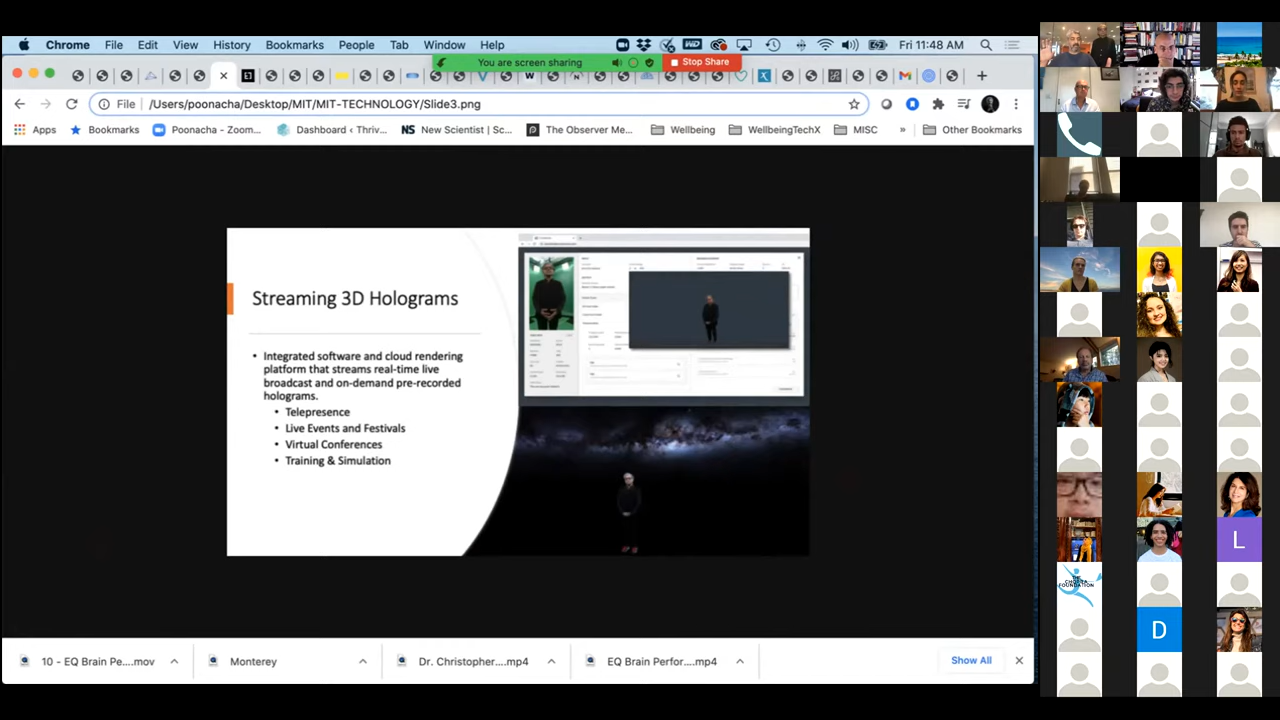 Chrome File Edit View History Bookmarks People Tab Window Help Fri 11:48 AM
You are screen sharing Stop Share
File /Users/poonacha/Desktop/MIT/MIT-TECHNOLOGY/Slide3.png
Apps Bookmarks Poonacha - Zoom... Dashboard ‹ Thriv... NS New Scientist | Sc... The Observer Me... Wellbeing WellbeingTechX MISC » Other Bookmarks
Streaming 3D Holograms
• Integrated software and cloud rendering
platform that streams real-time live
broadcast and on-demand pre-recorded
holograms.
• Telepresence
• Live Events and Festivals
• Virtual Conferences
• Training & Simulation
10 - EQ Brain Pe....mov Monterey Dr. Christopher....mp4 EQ Brain Perfor....mp4 Show All
L
CHOPRA
FOUNDATION
D